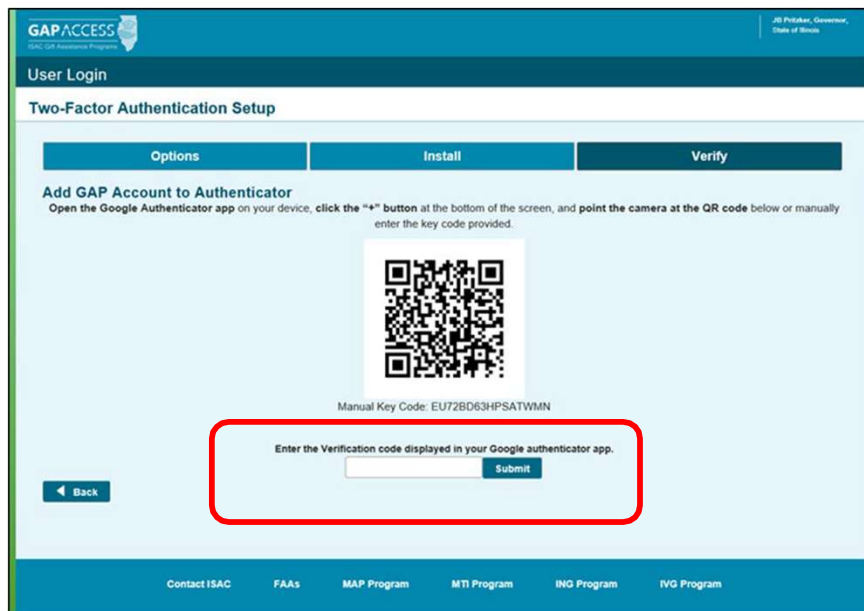 GAP ACCESS
ISAC Gift Assistance Programs
JB Pritzker, Governor,
State of Illinois
User Login
Two-Factor Authentication Setup
Options
Install
Verify
Add GAP Account to Authenticator
Open the Google Authenticator app on your device, click the "+" button at the bottom of the screen, and point the camera at the QR code below or manually
enter the key code provided.
Manual Key Code: EU72BD63HPSATWMN
Enter the Verification code displayed in your Google authenticator app.
Submit
Back
Contact ISAC
FAAs
MAP Program
MTI Program
ING Program
IVG Program